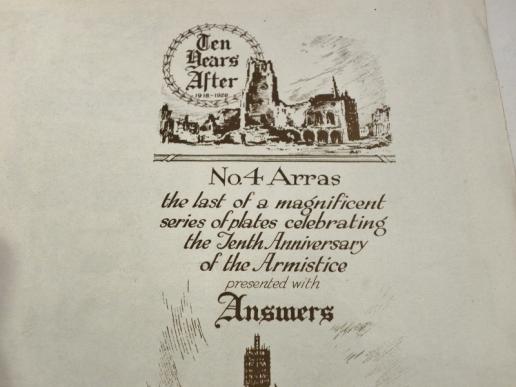 Ten
Years
After
1918-1928
No. 4 Arras
the last of a magnificent
series of plates celebrating
the Tenth Anniversary
of the Armistice
presented with
Answers